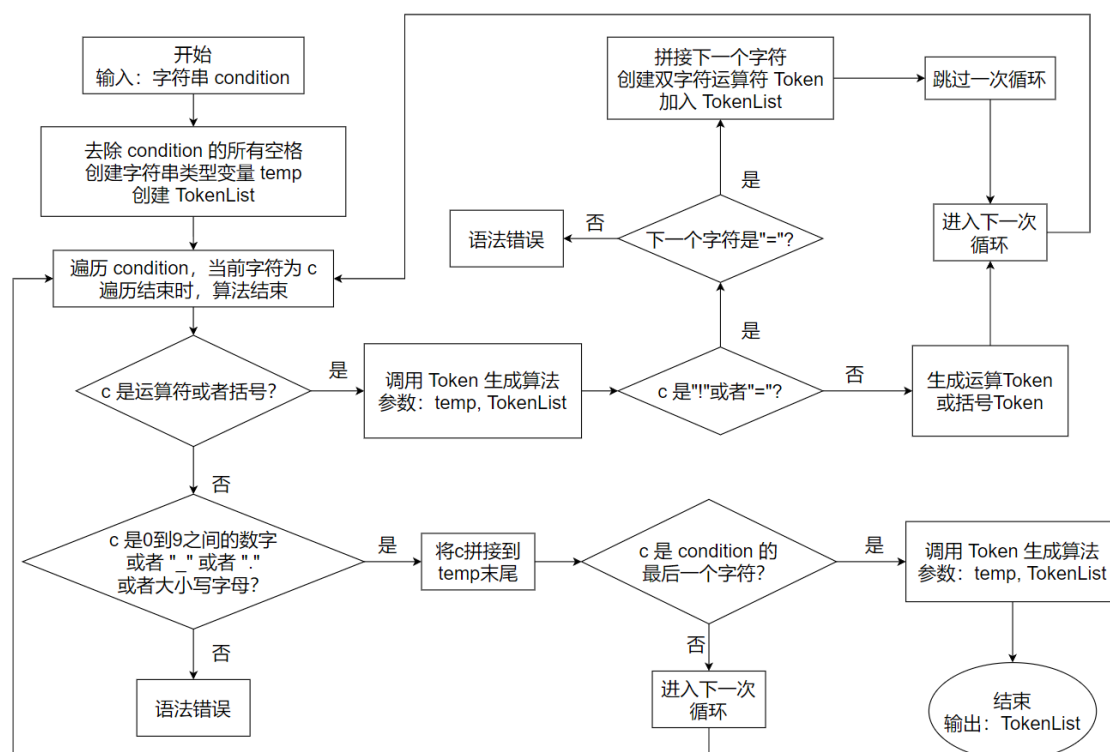 开始
输入：字符串 condition
去除 condition 的所有空格
创建字符串类型变量 temp
创建 TokenList
遍历 condition，当前字符为 c
遍历结束时，算法结束
c 是运算符或者括号？
是
调用 Token 生成算法
参数：temp, TokenList
c 是"!"或者"="？
是
下一个字符是"="？
否
语法错误
是
拼接下一个字符
创建双字符运算符 Token
加入 TokenList
跳过一次循环
进入下一次
循环
否
生成运算Token
或括号Token
否
c 是0到9之间的数字
或者 "_" 或者 "."
或者大小写字母？
是
将c拼接到
temp末尾
c 是 condition 的
最后一个字符？
是
调用 Token 生成算法
参数：temp, TokenList
否
语法错误
否
进入下一次
循环
结束
输出：TokenList